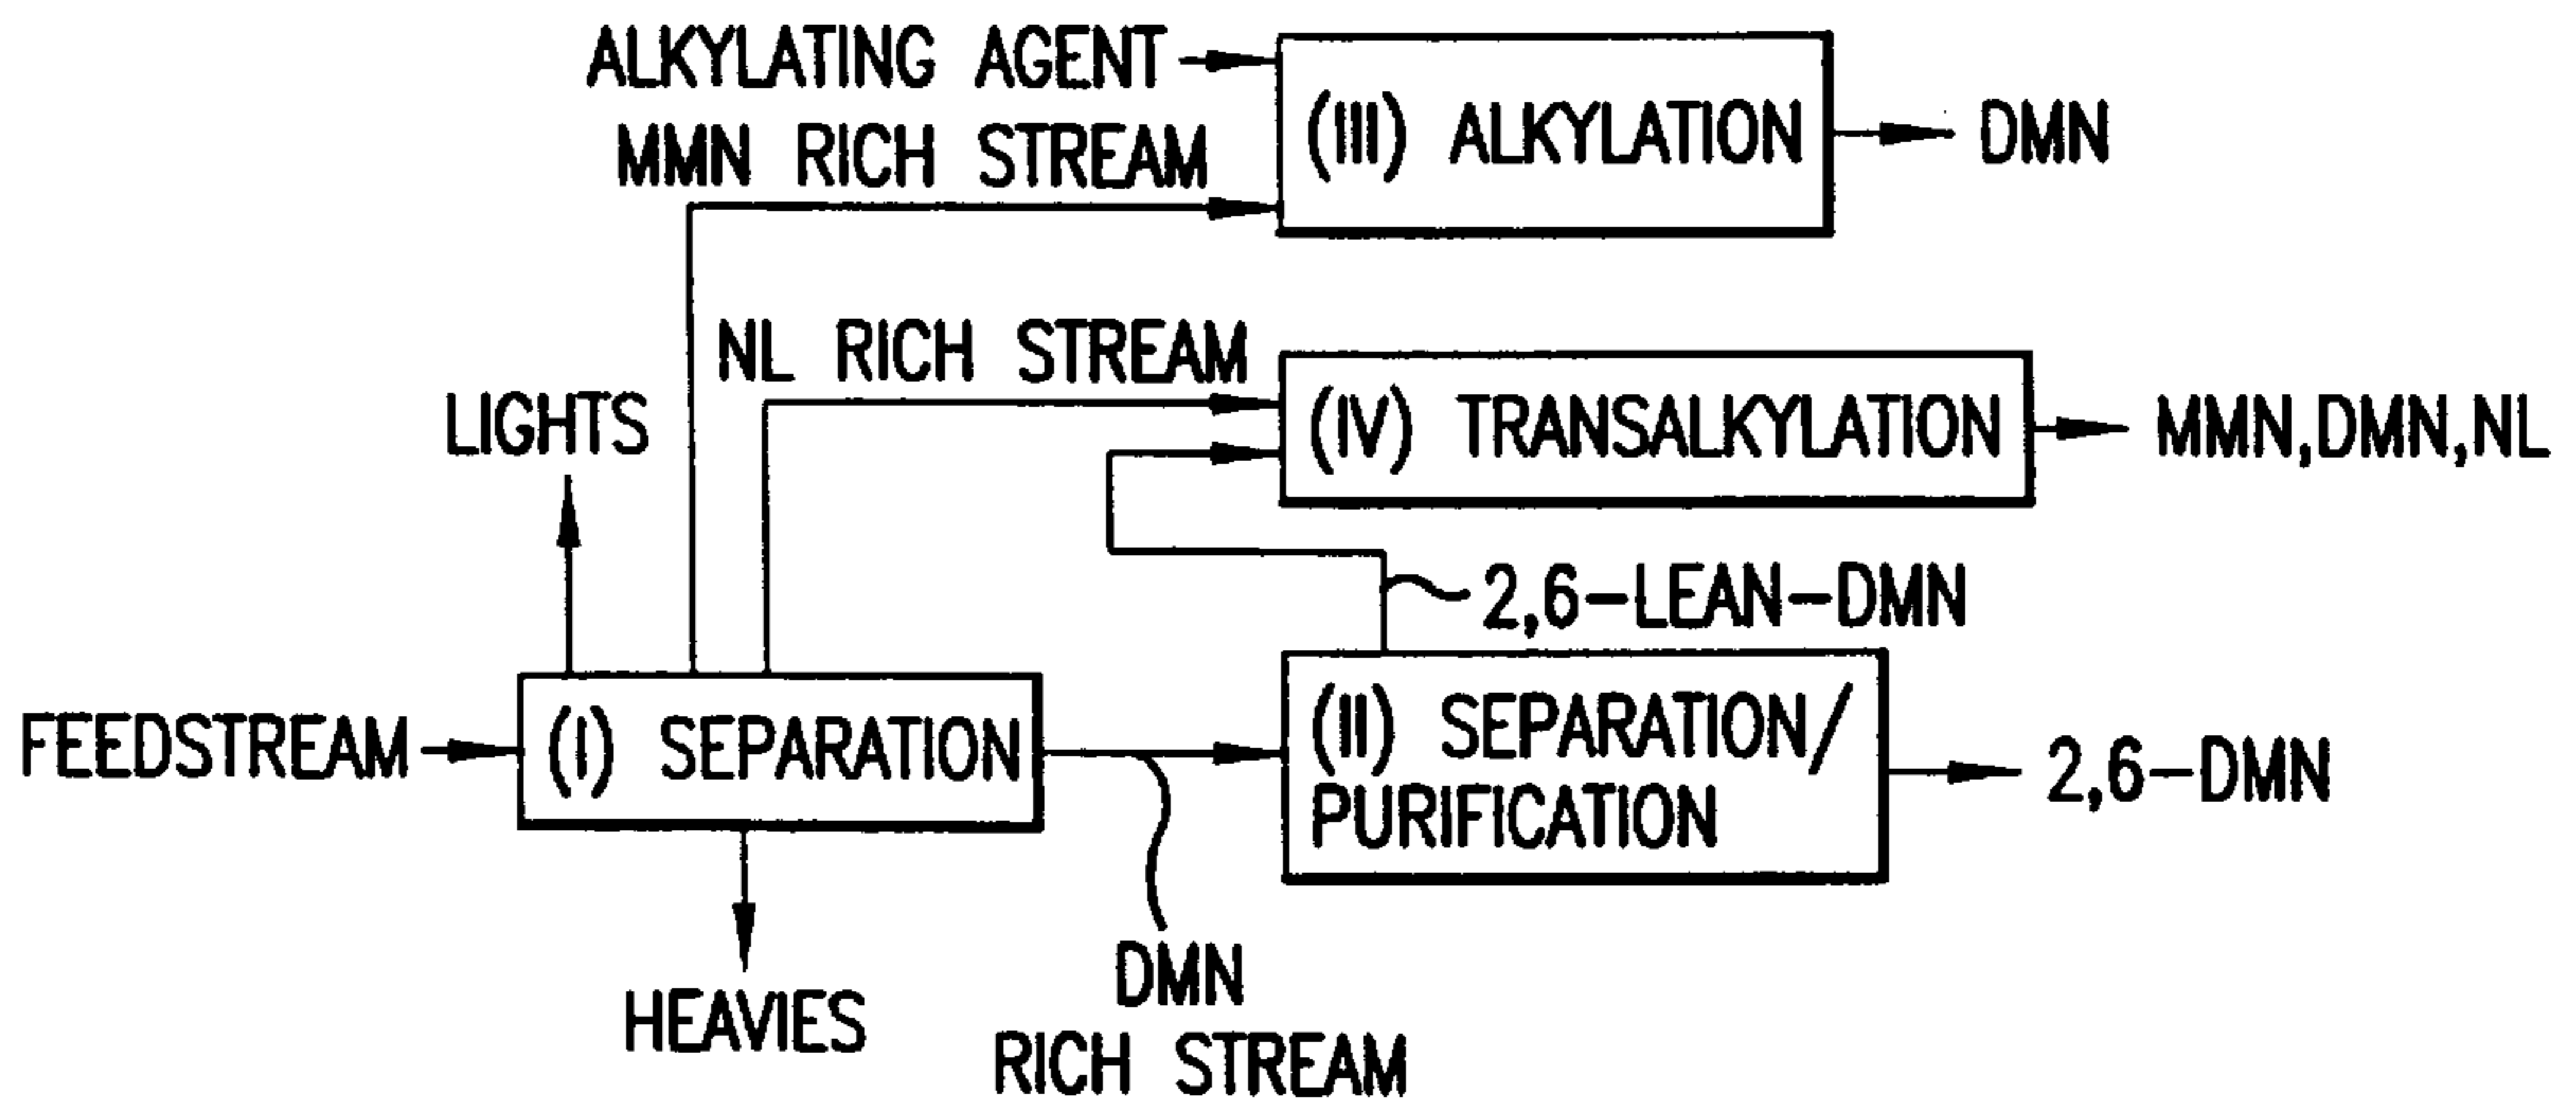 ALKYLATING AGENT
MMN RICH STREAM
(III) ALKYLATION
DMN
NL RICH STREAM
LIGHTS
(IV) TRANSALKYLATION
MMN,DMN,NL
2,6-LEAN-DMN
FEEDSTREAM
(I) SEPARATION
(II) SEPARATION/
PURIFICATION
2,6-DMN
HEAVIES
DMN
RICH STREAM